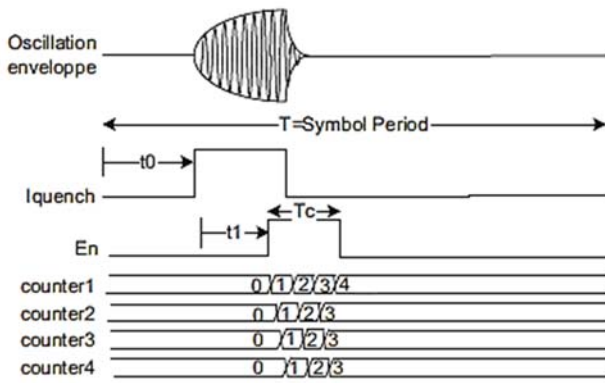 Oscillation
enveloppe
T=Symbol Period
t0
Iquench
Tc
t1
En
counter1 0 1 2 3 4
counter2 0 1 2 3
counter3 0 1 2 3
counter4 0 1 2 3